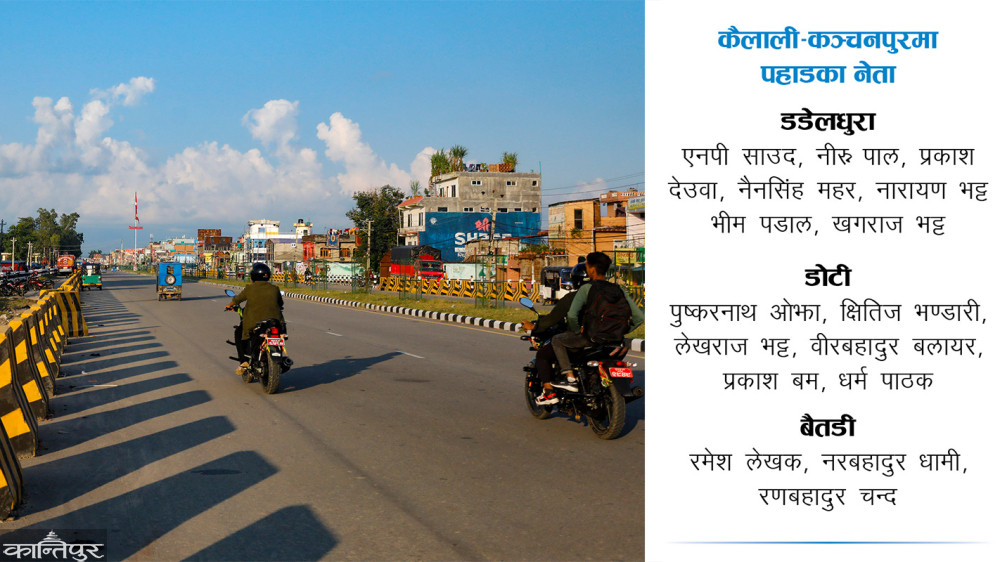 कैलाली-कञ्चनपुरमा
पहाडका नेता
डडेलधुरा
एनपी साउद, नीरु पाल, प्रकाश
देउवा, नैनसिंह महर, नारायण भट्ट
भीम पडाल, खगराज भट्ट
डोटी
पुष्करनाथ ओझा, क्षितिज भण्डारी,
लेखराज भट्ट, वीरबहादुर बलायर,
प्रकाश बम, धर्म पाठक
बैतडी
रमेश लेखक, नरबहादुर धामी,
रणबहादुर चन्द
कान्तिपुर